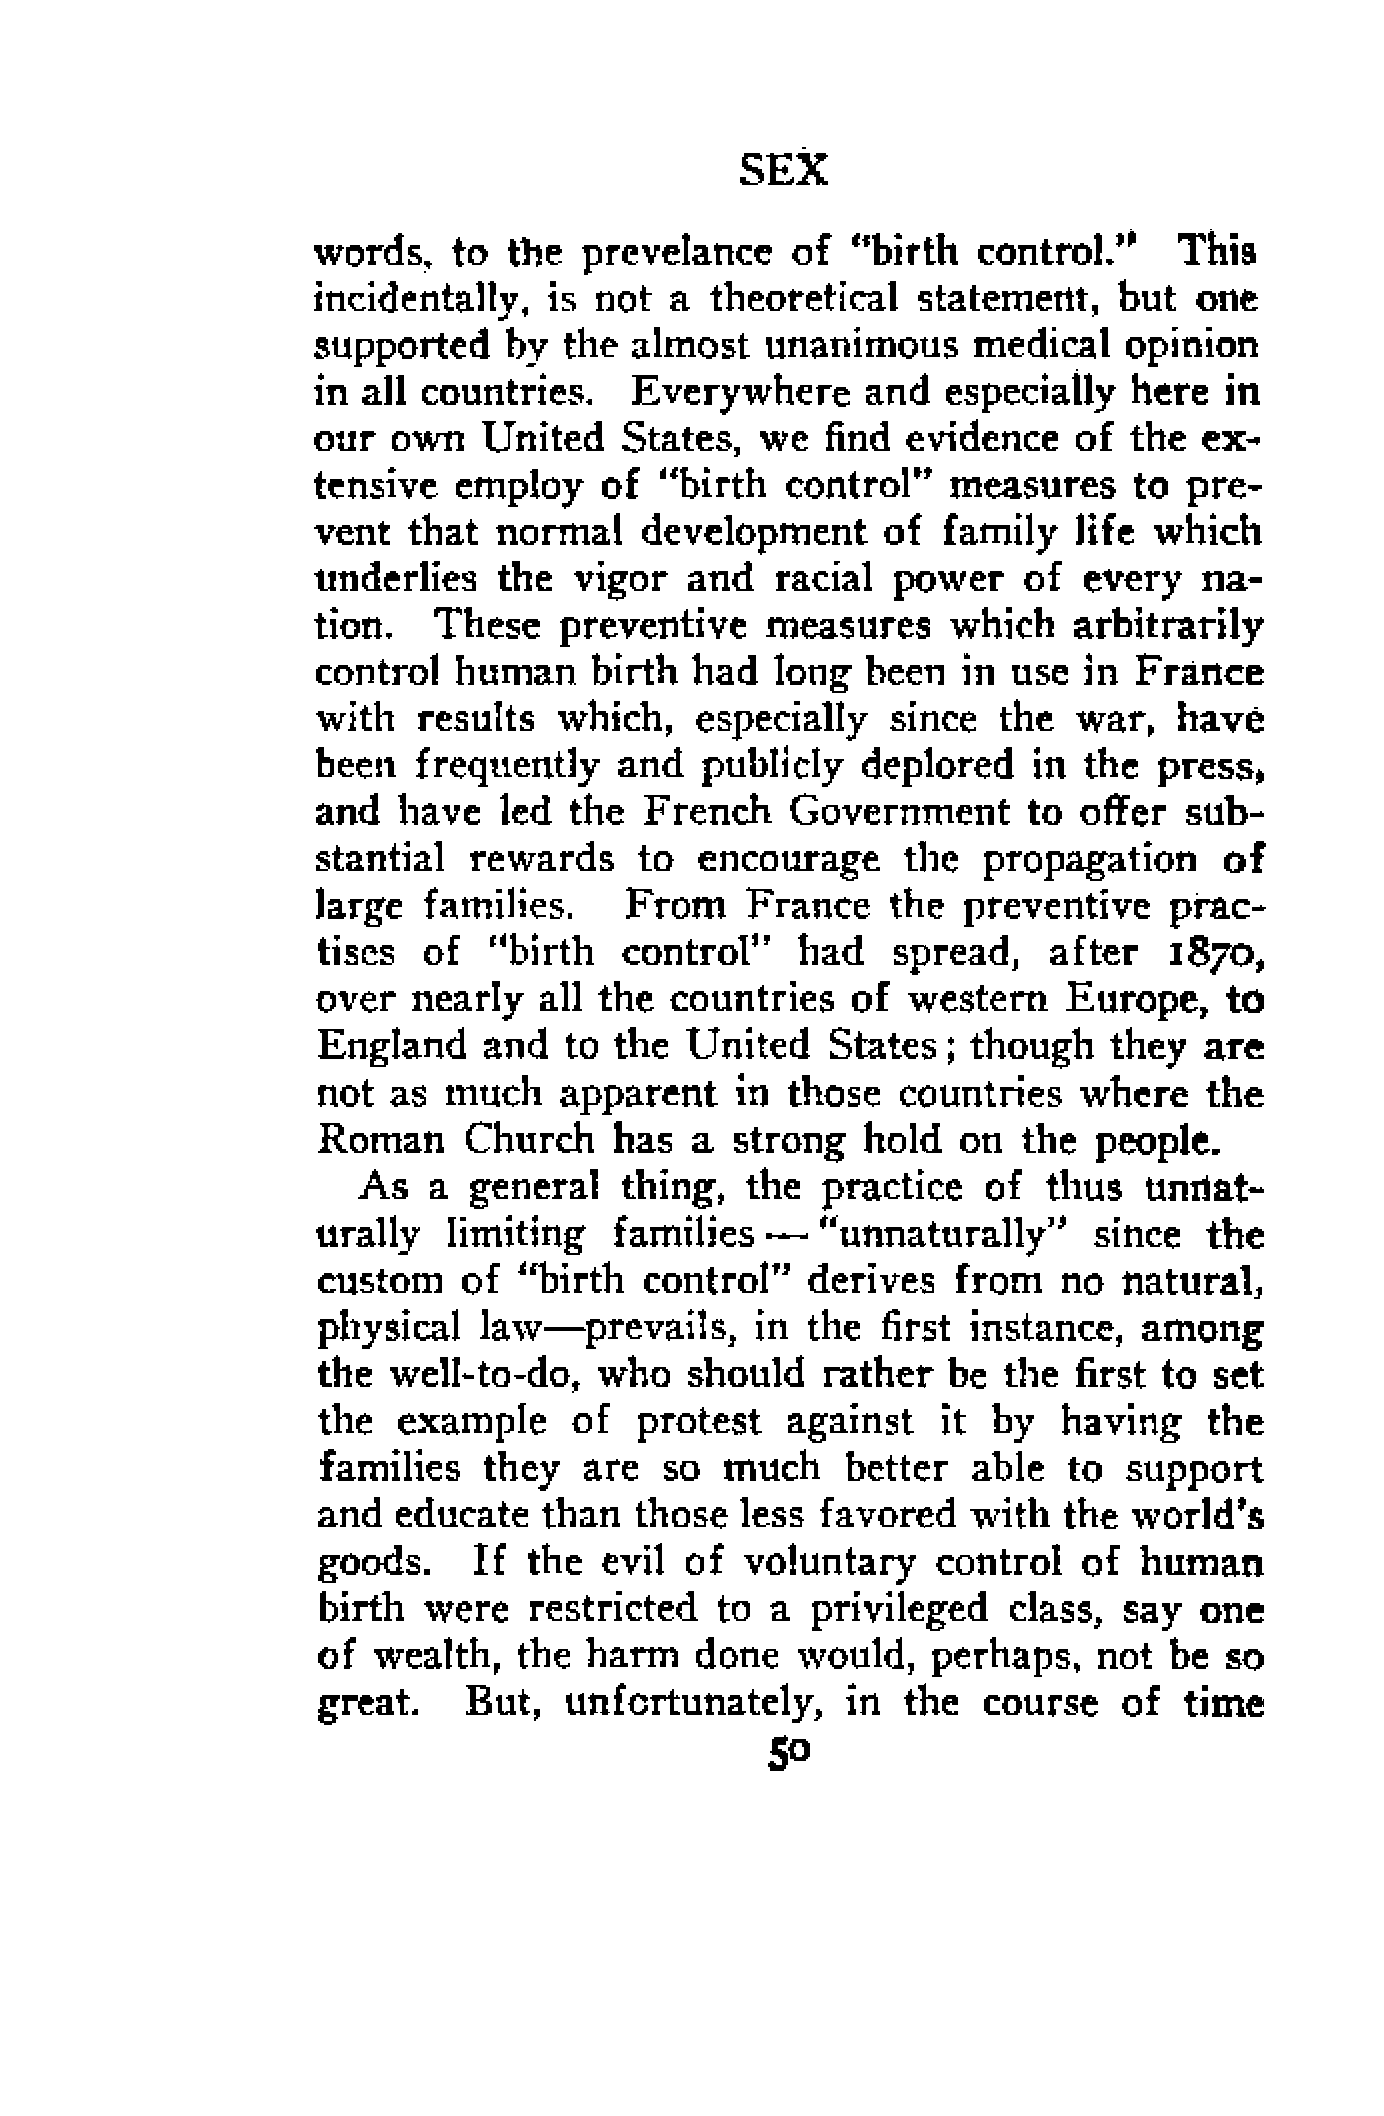 SEX
words, to the prevelance of "birth control." This
incidentally, is not a theoretical statement, but one
supported by the almost unanimous medical opinion
in all countries. Everywhere and especially here in
our own United States, we find evidence of the ex-
tensive employ of "birth control" measures to pre-
vent that normal development of family life which
underlies the vigor and racial power of every na-
tion. These preventive measures which arbitrarily
control human birth had long been in use in France
with results which, especially since the war, have
been frequently and publicly deplored in the press,
and have led the French Government to offer sub-
stantial rewards to encourage the propagation of
large families. From France the preventive prac-
tises of "birth control" had spread, after 1870,
over nearly all the countries of western Europe, to
England and to the United States; though they are
not as much apparent in those countries where the
Roman Church has a strong hold on the people.
As a general thing, the practice of thus unnat-
urally limiting families — "unnaturally" since the
custom of "birth control" derives from no natural,
physical law—prevails, in the first instance, among
the well-to-do, who should rather be the first to set
the example of protest against it by having the
families they are so much better able to support
and educate than those less favored with the world's
goods. If the evil of voluntary control of human
birth were restricted to a privileged class, say one
of wealth, the harm done would, perhaps, not be so
great. But, unfortunately, in the course of time
50